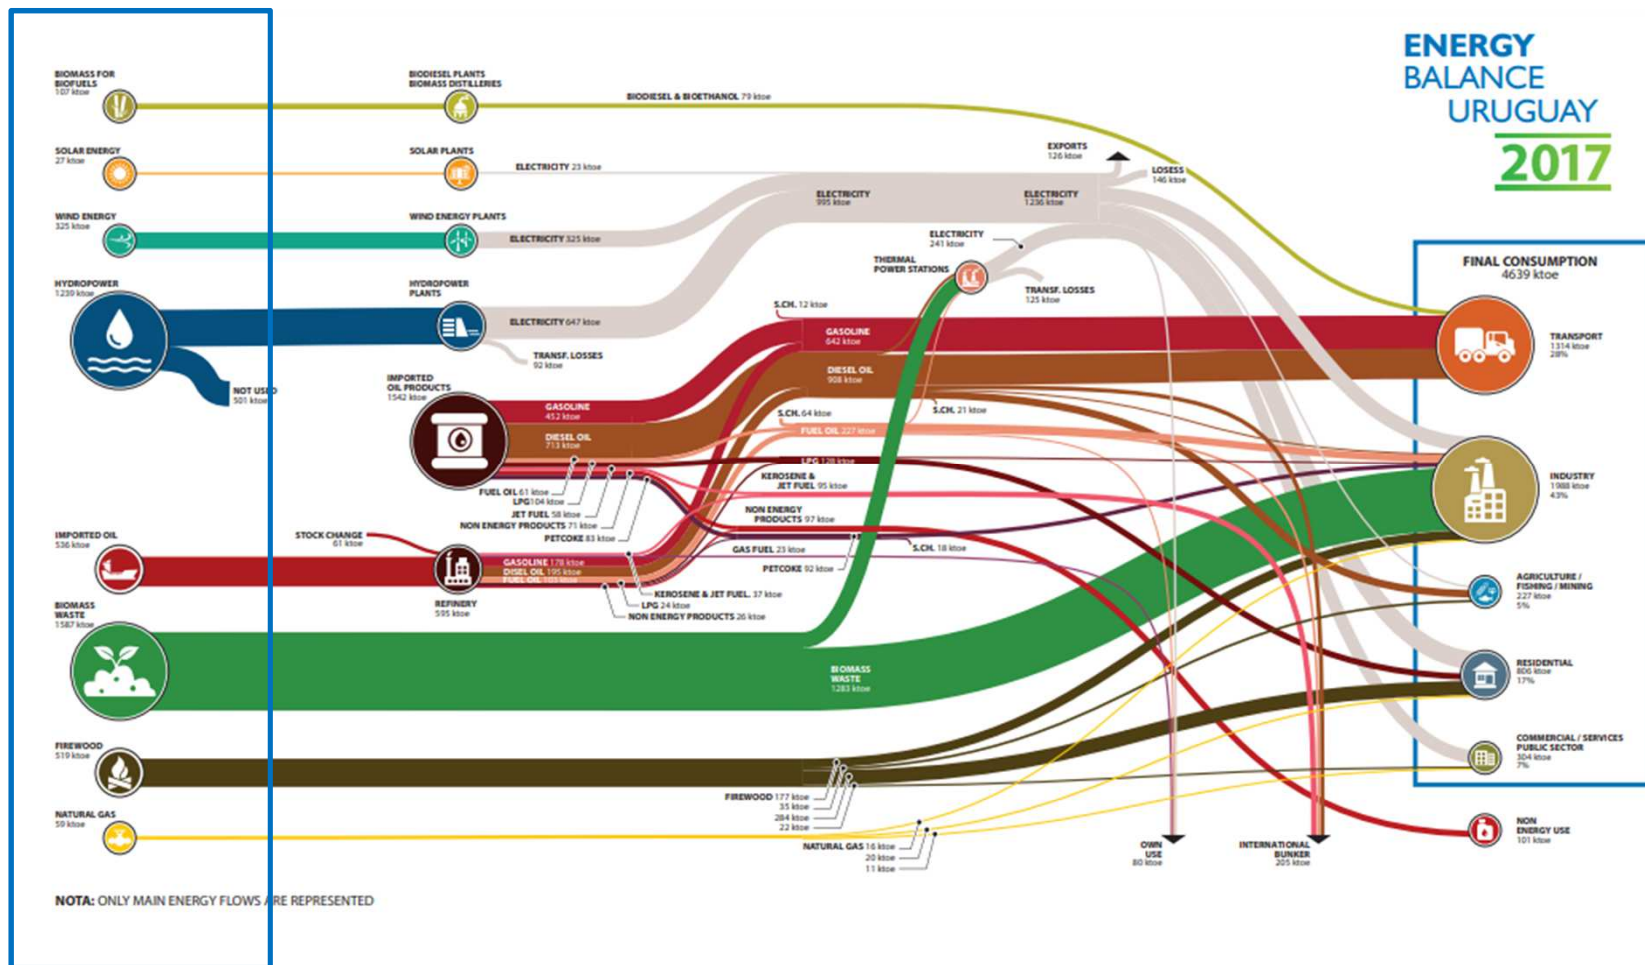 ENERGY
BALANCE
URUGUAY
2017
BIOMASS FOR
BIOFUELS
107 ktoe
BIODIESEL PLANTS
BIOMASS DISTILLERIES
BIODIESEL & BIOETHANOL 79 ktoe
SOLAR ENERGY
27 ktoe
SOLAR PLANTS
ELECTRICITY 23 ktoe
EXPORTS
126 ktoe
LOSESS
146 ktoe
WIND ENERGY
325 ktoe
WIND ENERGY PLANTS
ELECTRICITY 325 ktoe
ELECTRICITY
995 ktoe
ELECTRICITY
1236 ktoe
ELECTRICITY
241 ktoe
THERMAL
POWER STATIONS
TRANSF. LOSSES
125 ktoe
HYDROPOWER
1239 ktoe
HYDROPOWER
PLANTS
ELECTRICITY 647 ktoe
TRANSF. LOSSES
92 ktoe
NOT USED
501 ktoe
FINAL CONSUMPTION
4639 ktoe
S.CH. 12 ktoe
GASOLINE
642 ktoe
DIESEL OIL
908 ktoe
TRANSPORT
1314 ktoe
28%
IMPORTED
OIL PRODUCTS
1542 ktoe
GASOLINE
452 ktoe
DIESEL OIL
713 ktoe
S.CH. 64 ktoe
FUEL OIL 227 ktoe
S.CH. 21 ktoe
LPG 128 ktoe
KEROSENE &
JET FUEL 95 ktoe
FUEL OIL 61 ktoe
LPG104 ktoe
JET FUEL 58 ktoe
NON ENERGY PRODUCTS 71 ktoe
PETCOKE 83 ktoe
NON ENERGY
PRODUCTS 97 ktoe
GAS FUEL 23 ktoe
S.CH. 18 ktoe
PETCOKE 92 ktoe
INDUSTRY
1988 ktoe
43%
IMPORTED OIL
536 ktoe
STOCK CHANGE
61 ktoe
GASOLINE 178 ktoe
DISEL OIL 195 ktoe
FUEL OIL 103 ktoe
REFINERY
595 ktoe
KEROSENE & JET FUEL. 37 ktoe
LPG 24 ktoe
NON ENERGY PRODUCTS 26 ktoe
AGRICULTURE /
FISHING / MINING
227 ktoe
5%
BIOMASS
WASTE
1587 ktoe
BIOMASS
WASTE
1283 ktoe
RESIDENTIAL
806 ktoe
17%
FIREWOOD
519 ktoe
FIREWOOD 177 ktoe
35 ktoe
284 ktoe
22 ktoe
COMMERCIAL / SERVICES
PUBLIC SECTOR
304 ktoe
7%
NATURAL GAS
59 ktoe
NATURAL GAS 16 ktoe
20 ktoe
11 ktoe
OWN
USE
80 ktoe
INTERNATIONAL
BUNKER
205 ktoe
NON
ENERGY USE
101 ktoe
NOTA: ONLY MAIN ENERGY FLOWS ARE REPRESENTED